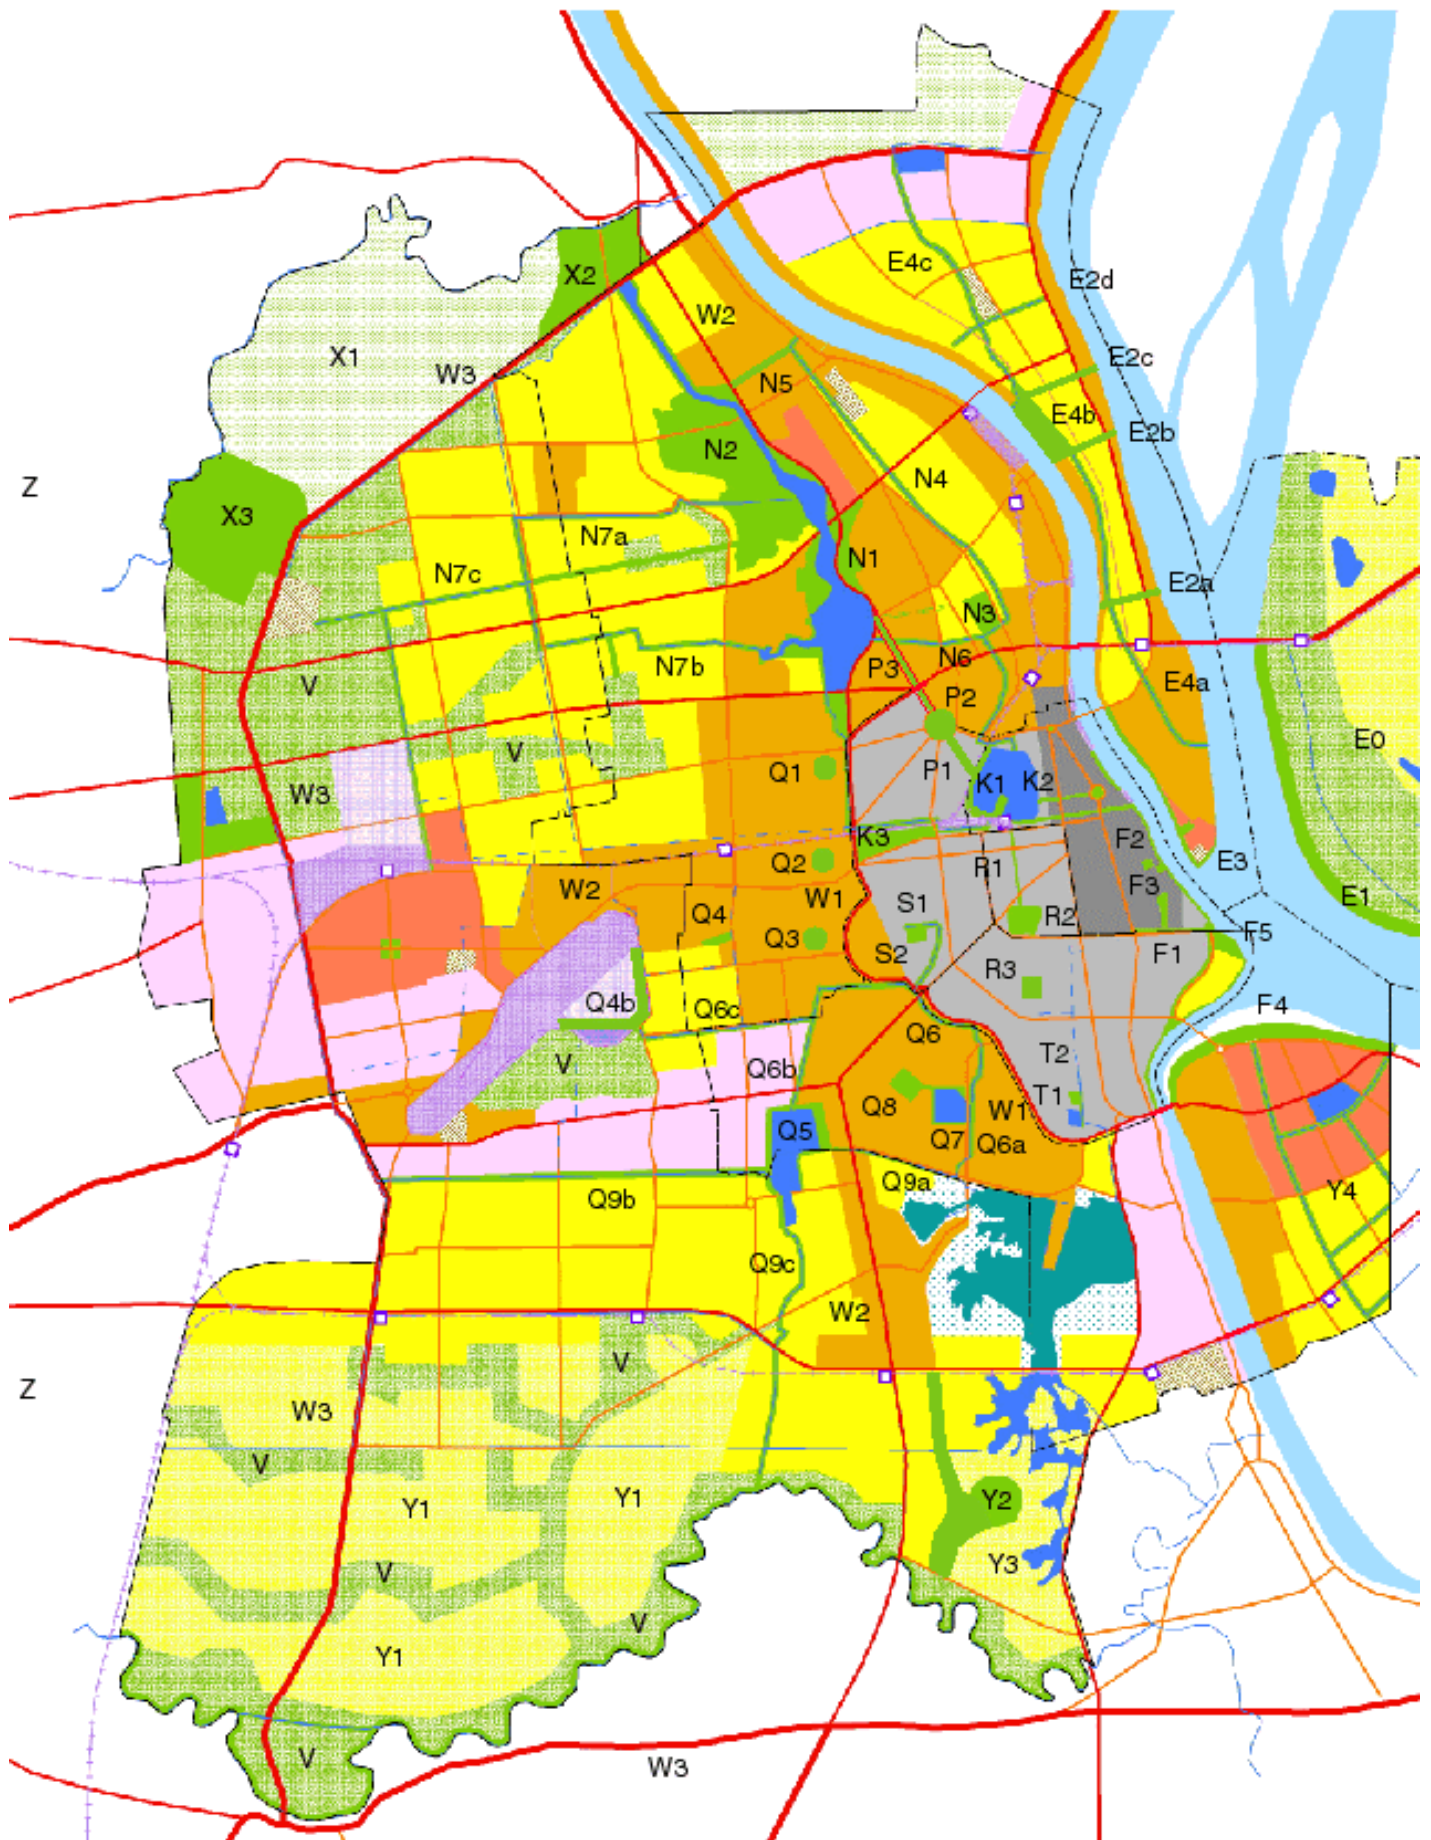 E4c
E2d
X2
W2
X1
W3
E2c
N5
E4b
E2b
N2
N4
Z
X3
N7a
N1
N7c
E2a
N3
N7b
P3
N6
V
E4a
P2
E0
V
Q1
P1
K1
K2
W3
K3
F2
Q2
R1
E3
W2
F3
W1
E1
Q4
S1
R2
Q3
F5
S2
F1
R3
Q4b
Q6c
F4
Q6
V
T2
Q6b
T1
Q8
W1
Q5
Q7
Q6a
Q9a
Y4
Q9b
Q9c
W2
V
Z
W3
V
Y1
Y1
Y2
V
Y3
V
Y1
V
W3